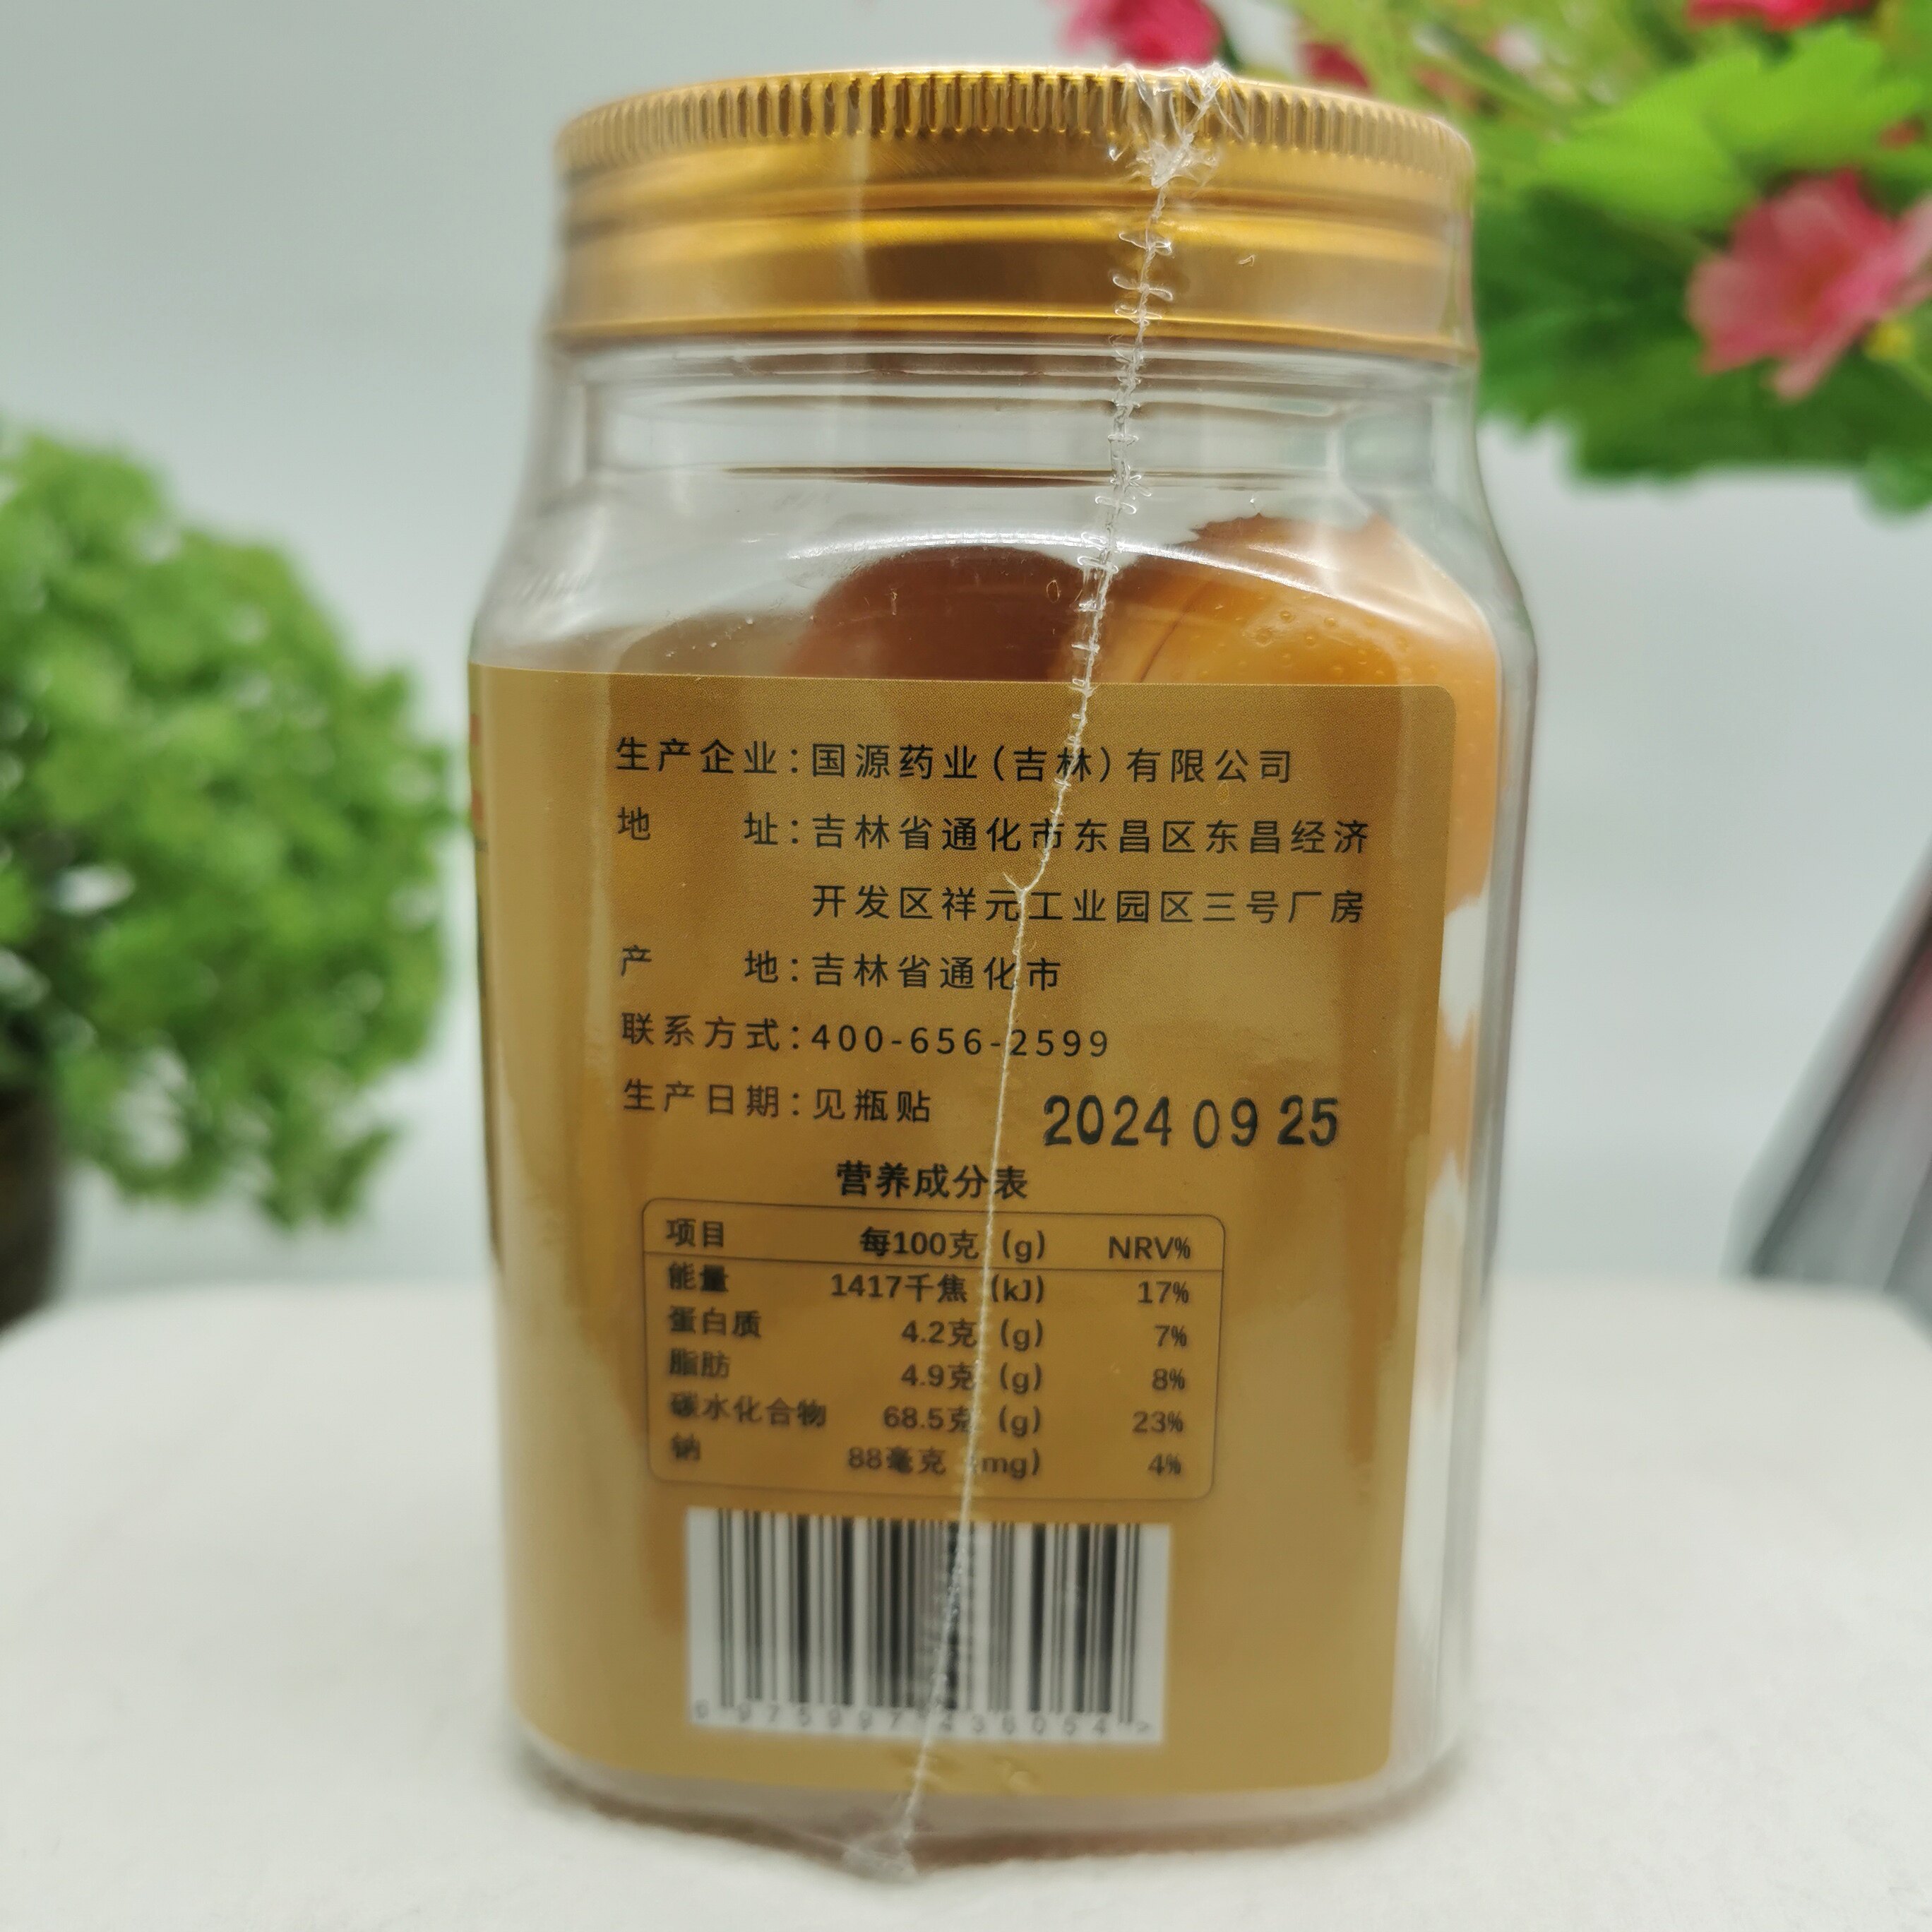 生产企业：国源药业（吉林）有限公司
地 址：吉林省通化市东昌区东昌经济
开发区祥元工业园区三号厂房
产 地：吉林省通化市
联系方式：400-656-2599
生产日期：见瓶贴 2024 09 25
营养成分表
项目 每100克（g） NRV%
能量 1417千焦（kJ） 17%
蛋白质 4.2克（g） 7%
脂肪 4.9克（g） 8%
碳水化合物 68.5克（g） 23%
钠 88毫克（mg） 4%
6 975997 436054 >